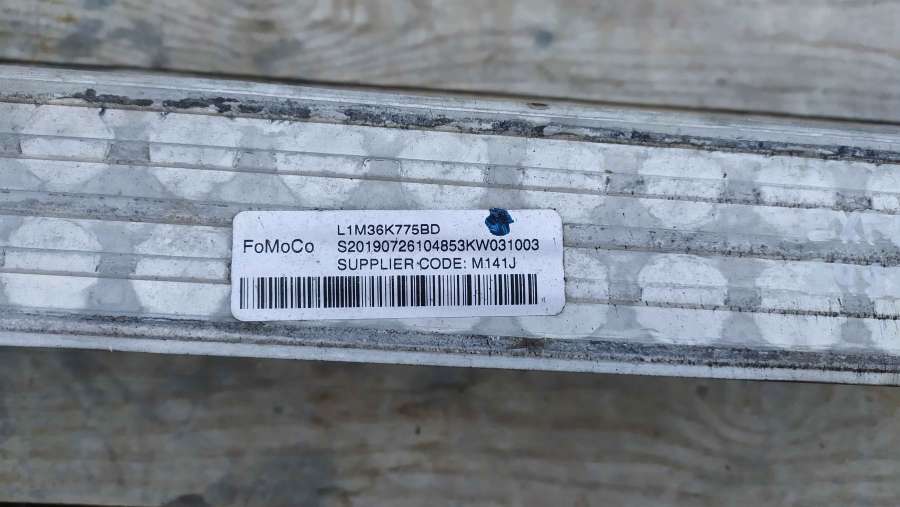 L1M36K775BD
FoMoCo S20190726104853KW031003
SUPPLIER CODE: M141J